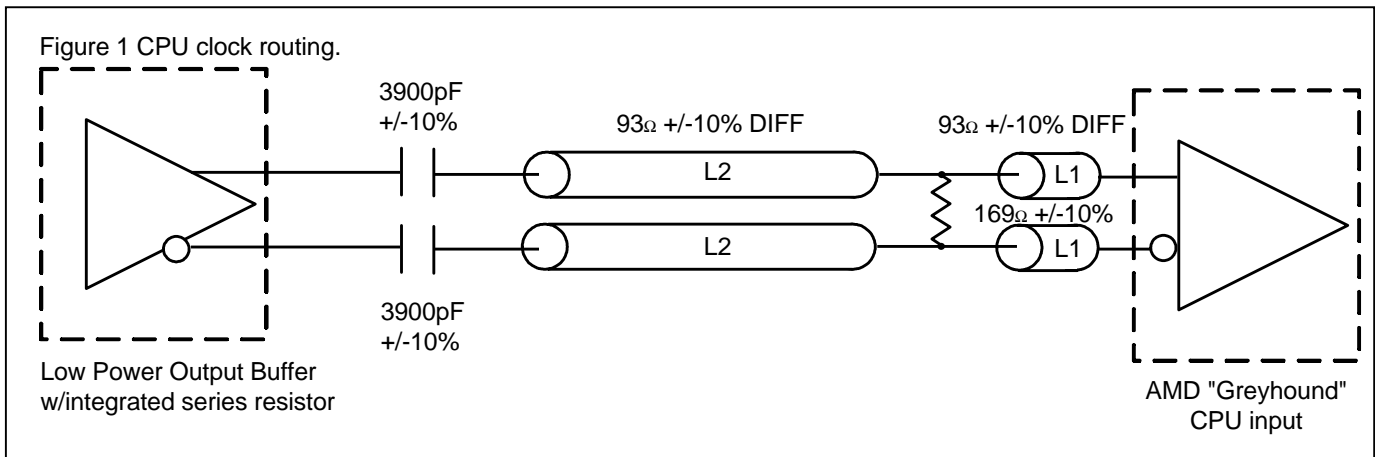 Figure 1 CPU clock routing.
3900pF
+/-10%
93Ω +/-10% DIFF
93Ω +/-10% DIFF
L2
L1
169Ω +/-10%
L2
L1
3900pF
+/-10%
Low Power Output Buffer
w/integrated series resistor
AMD "Greyhound"
CPU input